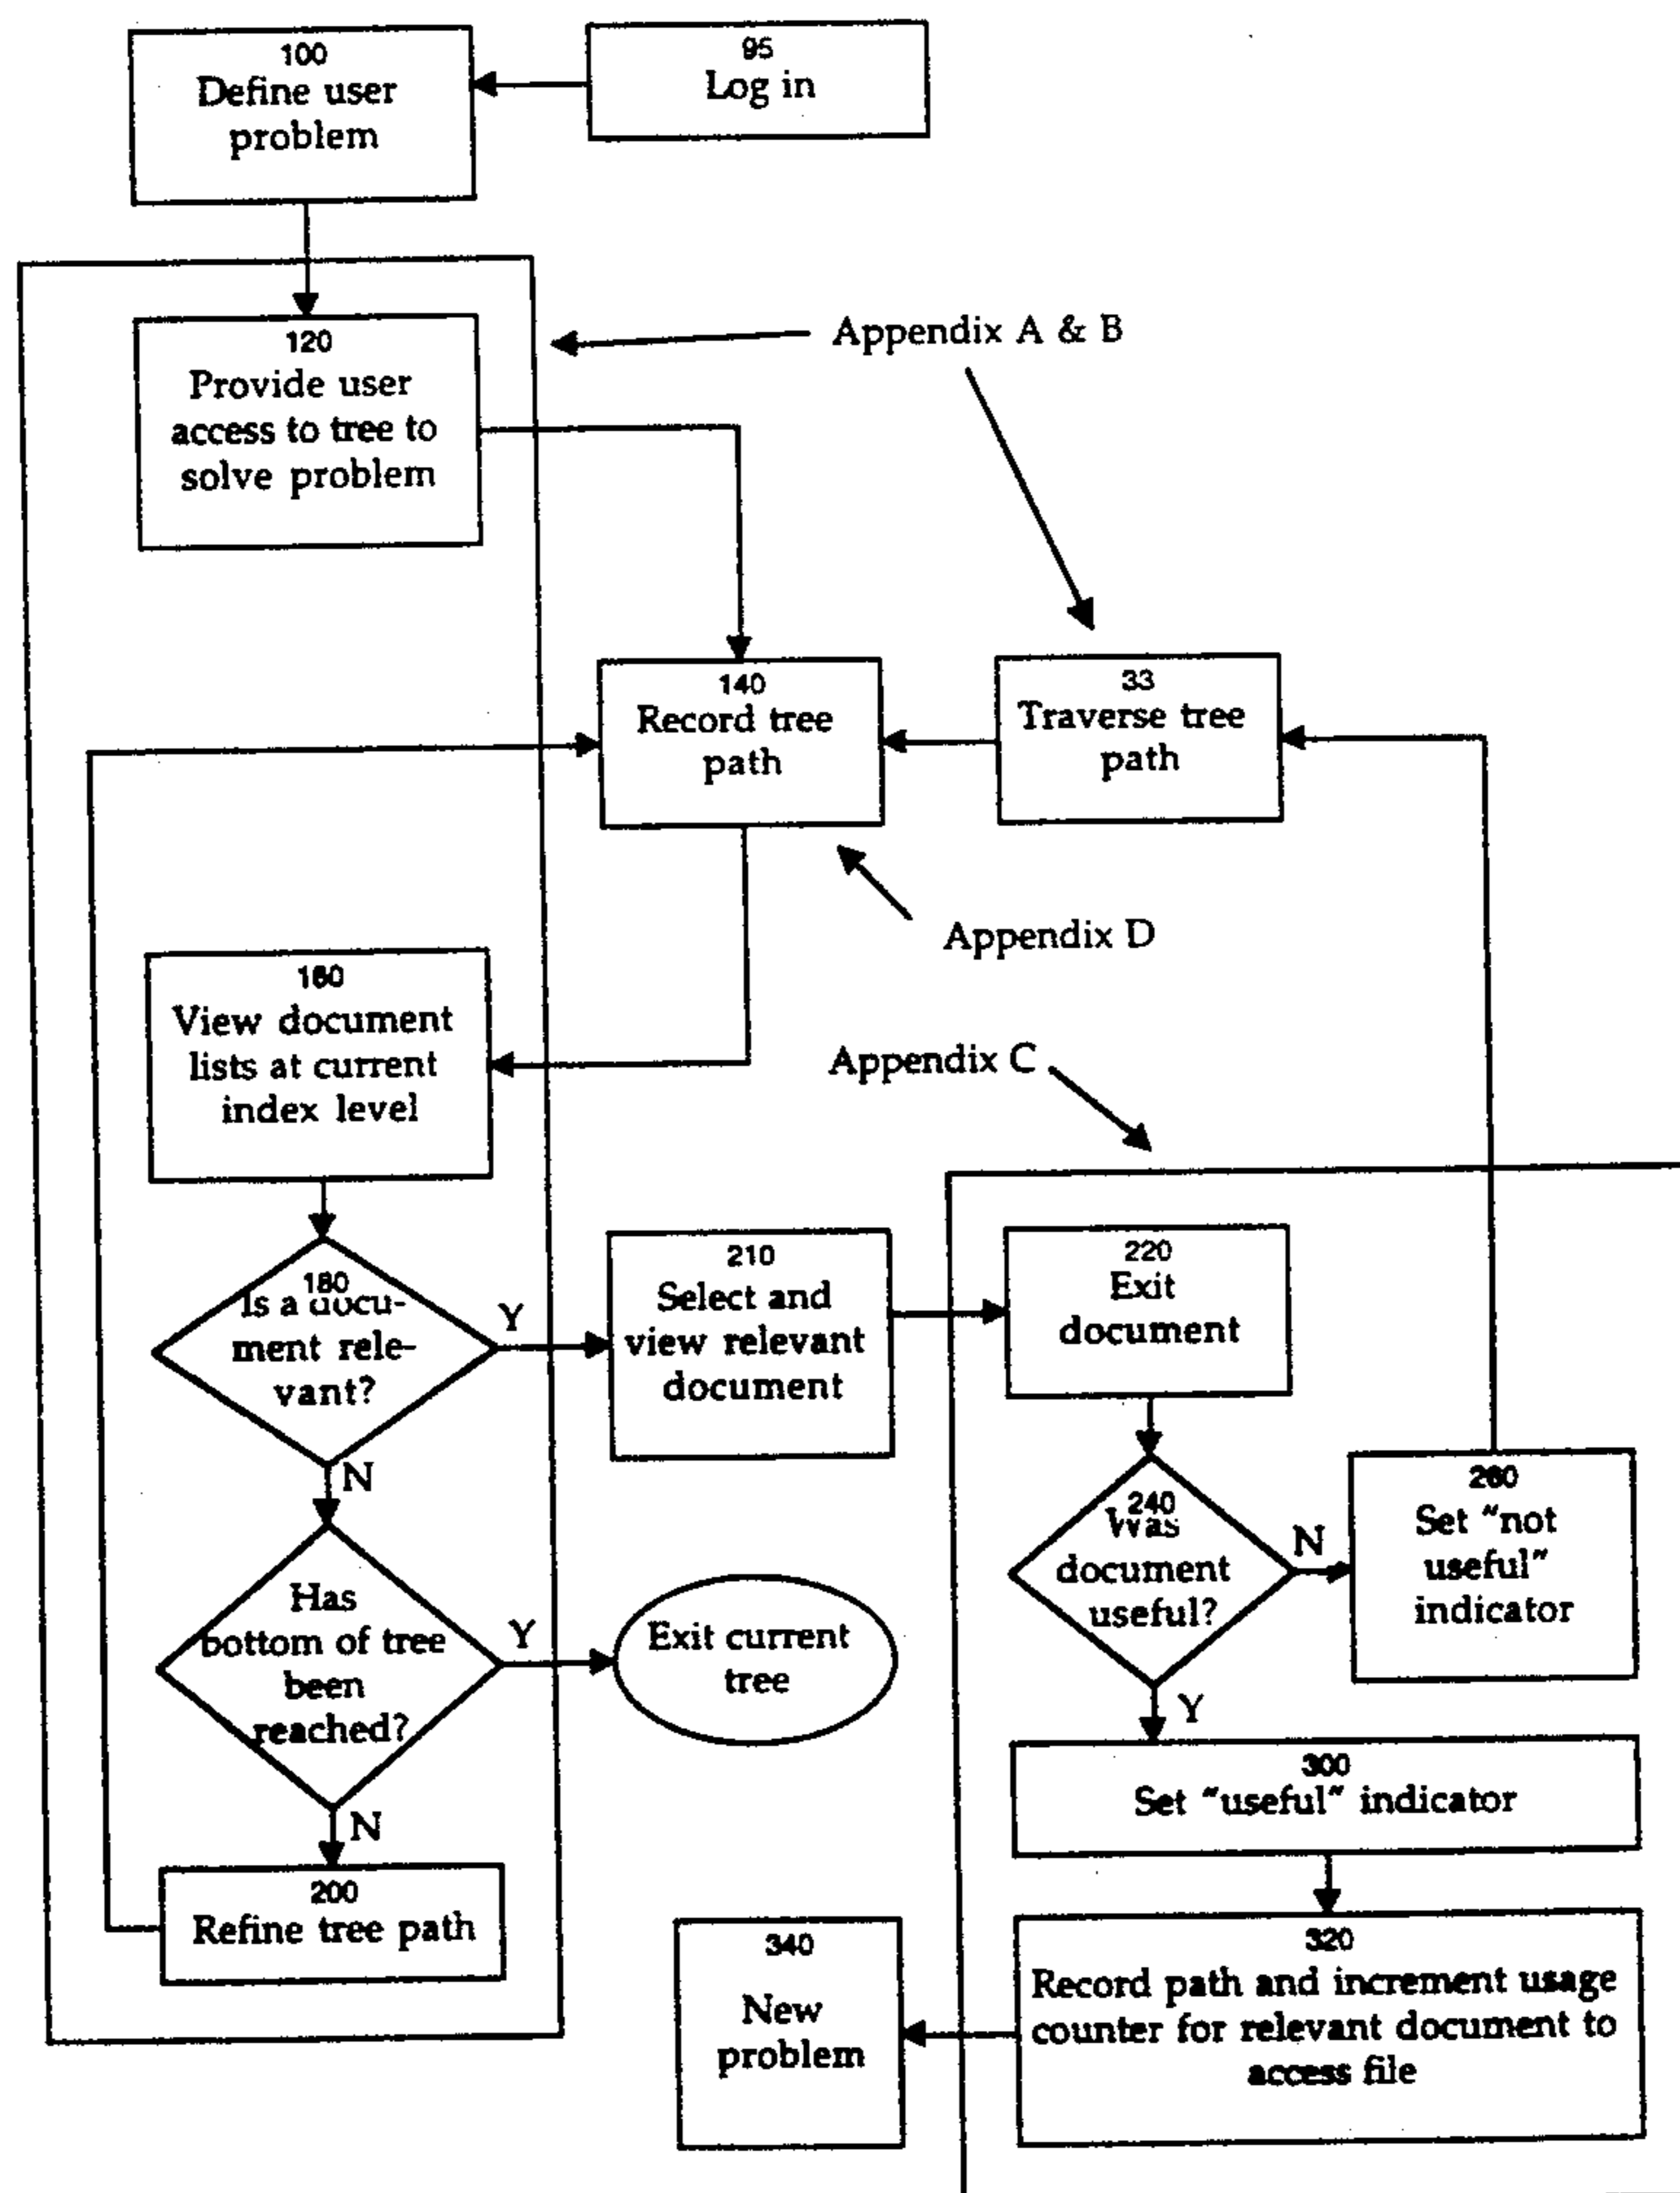 100
Define user
problem
95
Log in
120
Provide user
access to tree to
solve problem
Appendix A & B
140
Record tree
path
33
Traverse tree
path
Appendix D
160
View document
lists at current
index level
Appendix C
180
Is a docu-
ment rele-
vant?
Y
N
210
Select and
view relevant
document
220
Exit
document
240
Was
document
useful?
N
Y
260
Set "not
useful"
indicator
Has
bottom of tree
been
reached?
Y
N
Exit current
tree
300
Set "useful" indicator
200
Refine tree path
340
New
problem
320
Record path and increment usage
counter for relevant document to
access file